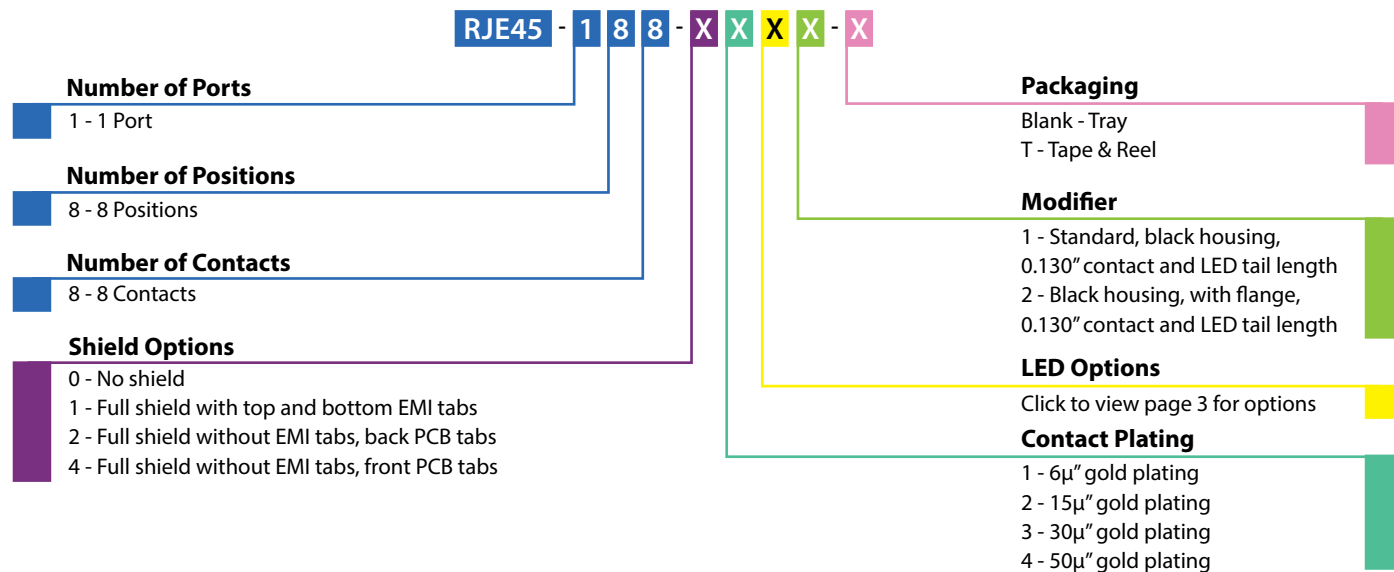 RJE45 - 1 8 8 - X X X X - X
Number of Ports
1 - 1 Port
Number of Positions
8 - 8 Positions
Number of Contacts
8 - 8 Contacts
Shield Options
0 - No shield
1 - Full shield with top and bottom EMI tabs
2 - Full shield without EMI tabs, back PCB tabs
4 - Full shield without EMI tabs, front PCB tabs
Packaging
Blank - Tray
T - Tape & Reel
Modifier
1 - Standard, black housing,
0.130” contact and LED tail length
2 - Black housing, with flange,
0.130” contact and LED tail length
LED Options
Click to view page 3 for options
Contact Plating
1 - 6µ” gold plating
2 - 15µ” gold plating
3 - 30µ” gold plating
4 - 50µ” gold plating